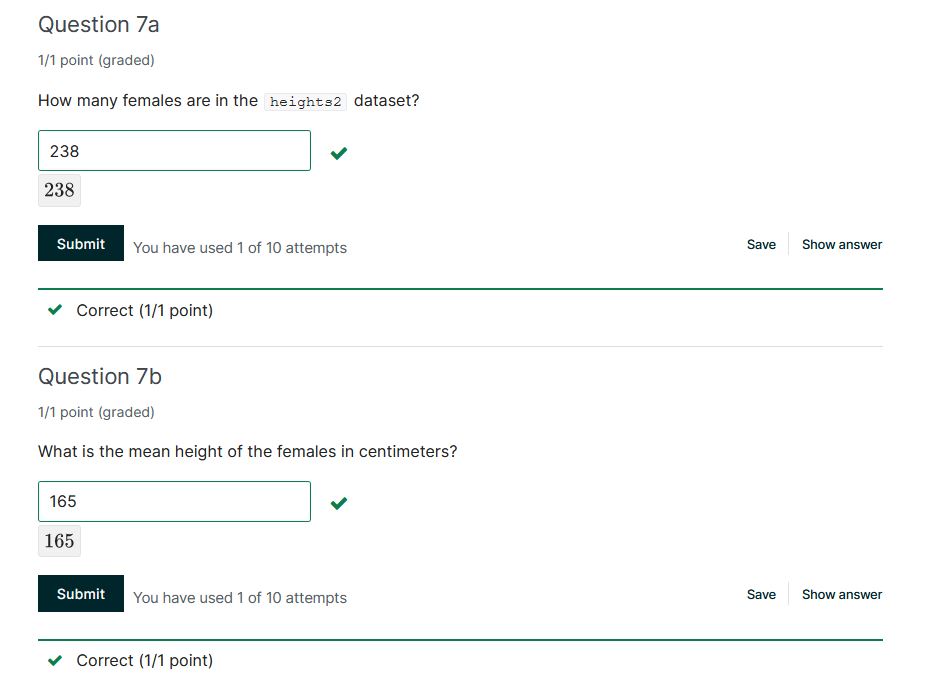 Question 7a
1/1 point (graded)
How many females are in the heights2 dataset?
238
238
Submit You have used 1 of 10 attempts Save Show answer
Correct (1/1 point)
Question 7b
1/1 point (graded)
What is the mean height of the females in centimeters?
165
165
Submit You have used 1 of 10 attempts Save Show answer
Correct (1/1 point)